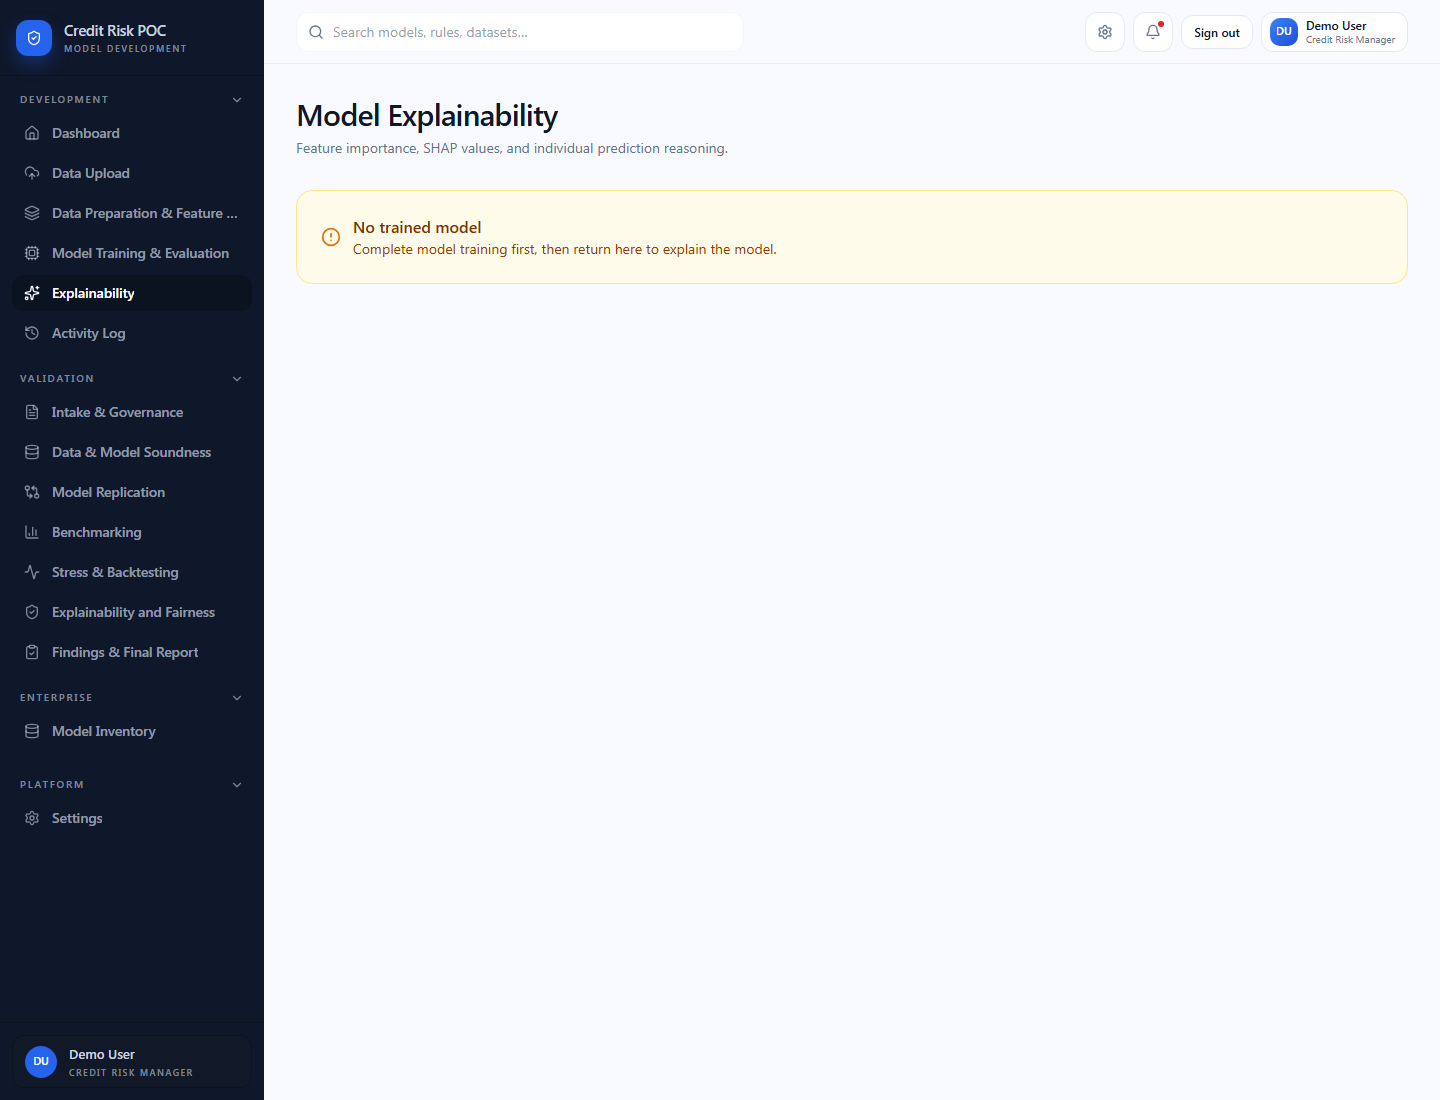 Credit Risk POC
MODEL DEVELOPMENT
DEVELOPMENT
Dashboard
Data Upload
Data Preparation & Feature ...
Model Training & Evaluation
Explainability
Activity Log
VALIDATION
Intake & Governance
Data & Model Soundness
Model Replication
Benchmarking
Stress & Backtesting
Explainability and Fairness
Findings & Final Report
ENTERPRISE
Model Inventory
PLATFORM
Settings
DU
Demo User
CREDIT RISK MANAGER
Search models, rules, datasets...
Sign out
DU
Demo User
Credit Risk Manager
Model Explainability
Feature importance, SHAP values, and individual prediction reasoning.
No trained model
Complete model training first, then return here to explain the model.